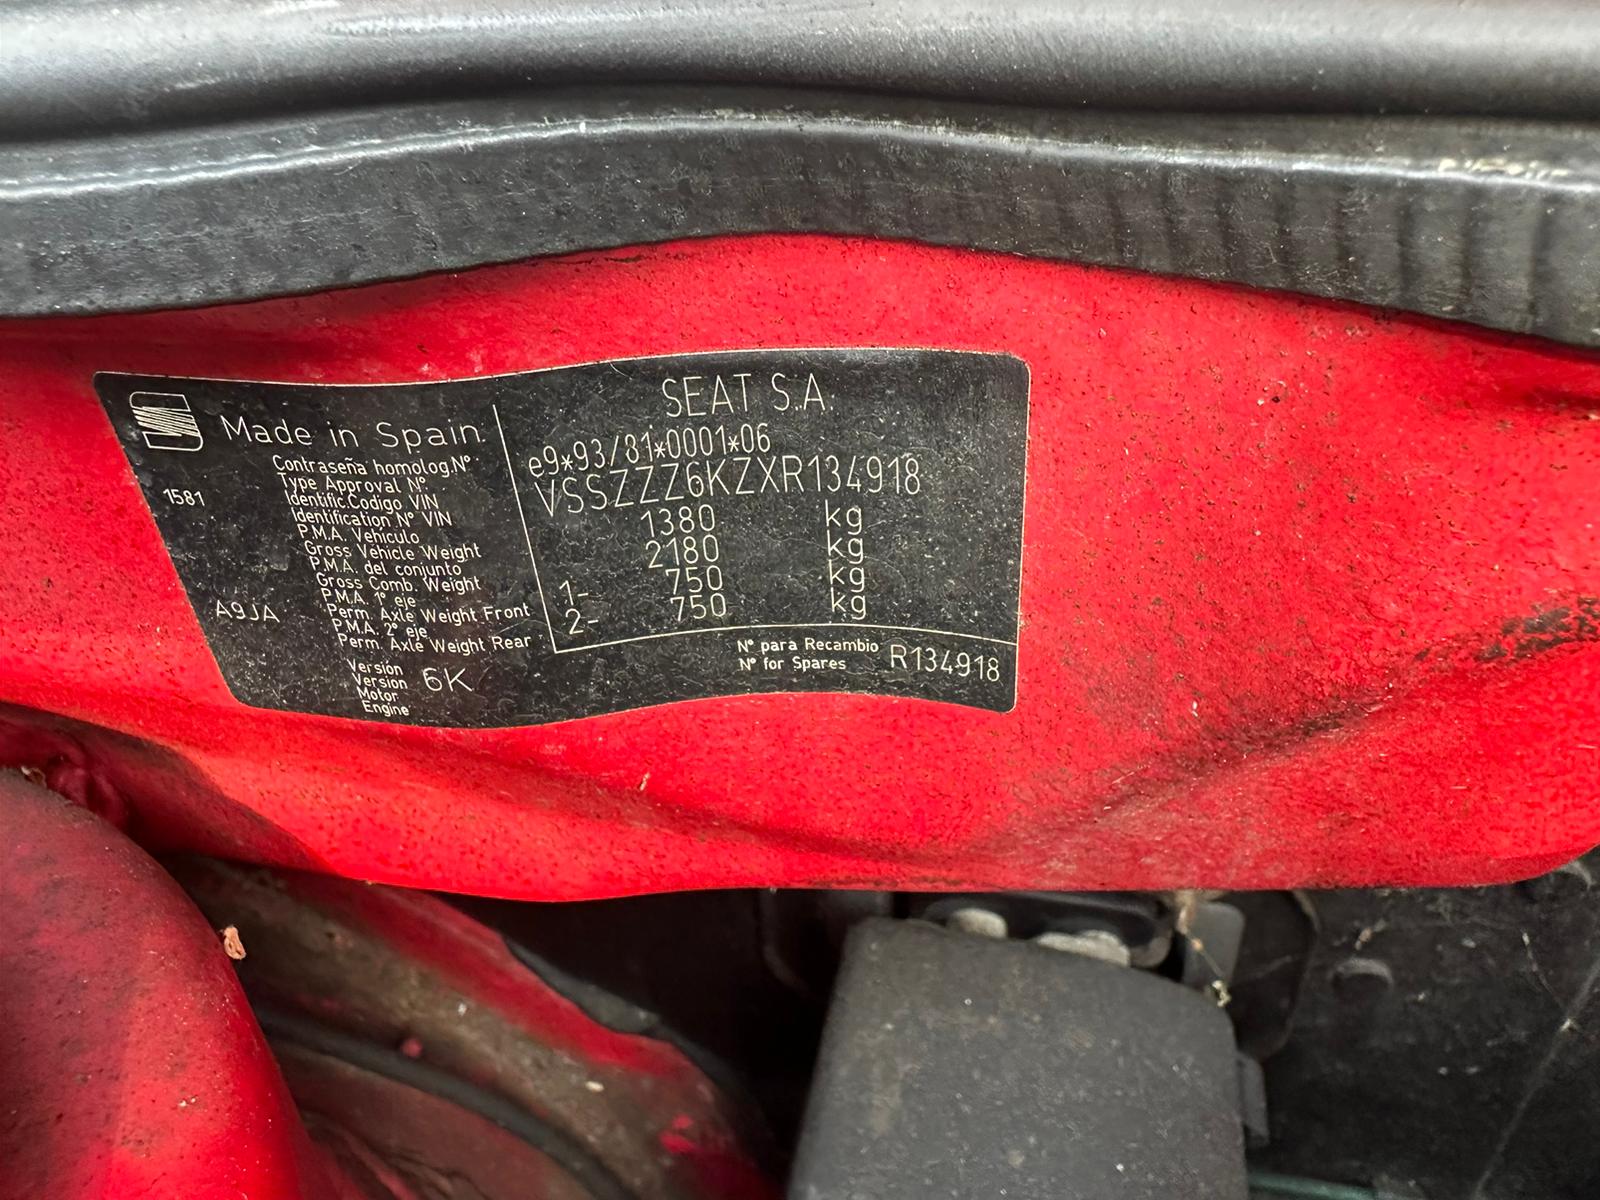 SEAT S.A.
Made in Spain.
Contraseña homolog.Nº. e9*93/81*0001*06
Type Approval Nº
1581
Identific.Codigo VIN VSSZZZ6KZXR134918
Identification Nº VIN
P.M.A. Vehículo 1380 kg
Gross Vehicle Weight
P.M.A. del conjunto 2180 kg
Gross Comb. Weight
P.M.A. 1º eje 1- 750 kg
A9JA
Perm. Axle Weight Front
P.M.A. 2º eje 2- 750 kg
Perm. Axle Weight Rear
Nº para Recambio R134918
Nº for Spares
Versión 6K
Version
Motor
Engine